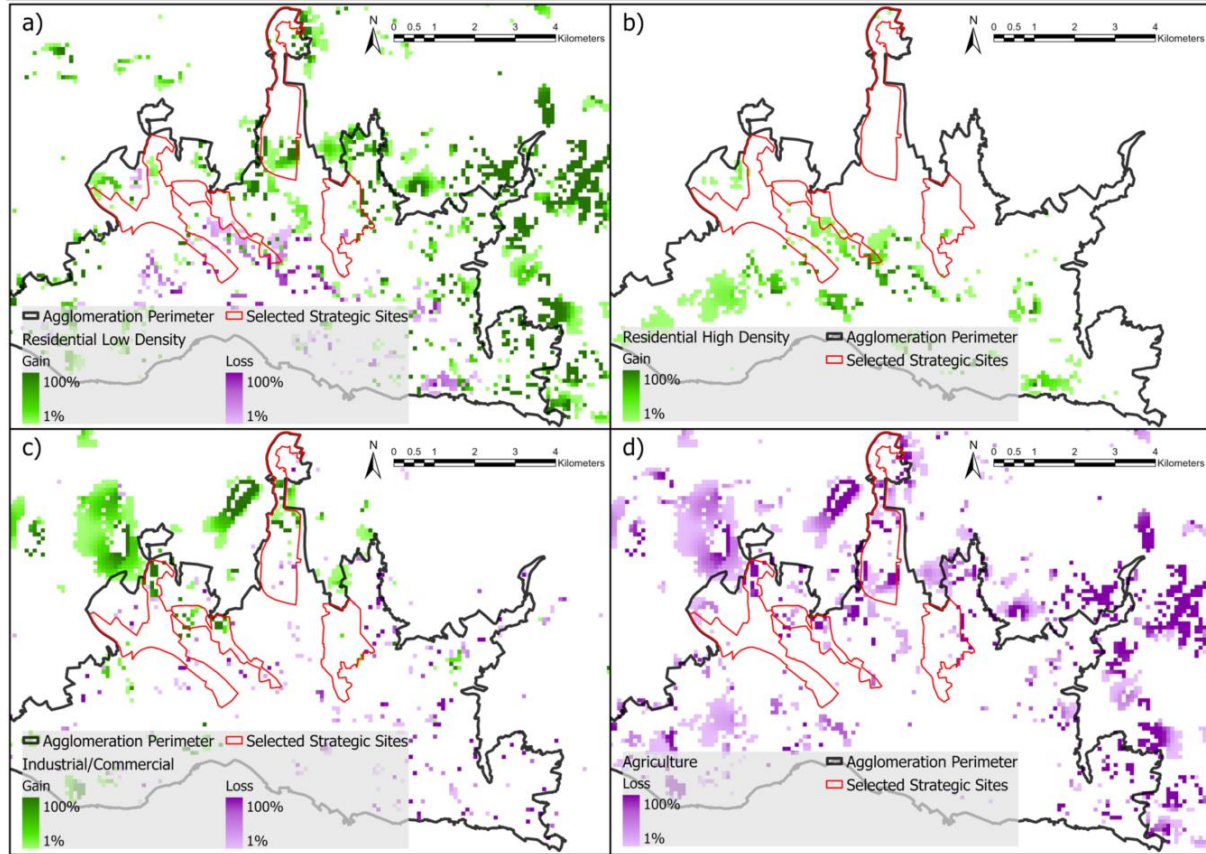 a)
N
0 0.5 1 2 3 4
Kilometers
Agglomeration Perimeter Selected Strategic Sites
Residential Low Density
Gain Loss
100% 100%
1% 1%
b)
N
0 0.5 1 2 3 4
Kilometers
Residential High Density Agglomeration Perimeter
Gain Selected Strategic Sites
100%
1%
c)
N
0 0.5 1 2 3 4
Kilometers
Agglomeration Perimeter Selected Strategic Sites
Industrial/Commercial
Gain Loss
100% 100%
1% 1%
d)
N
0 0.5 1 2 3 4
Kilometers
Agriculture Agglomeration Perimeter
Loss Selected Strategic Sites
100%
1%